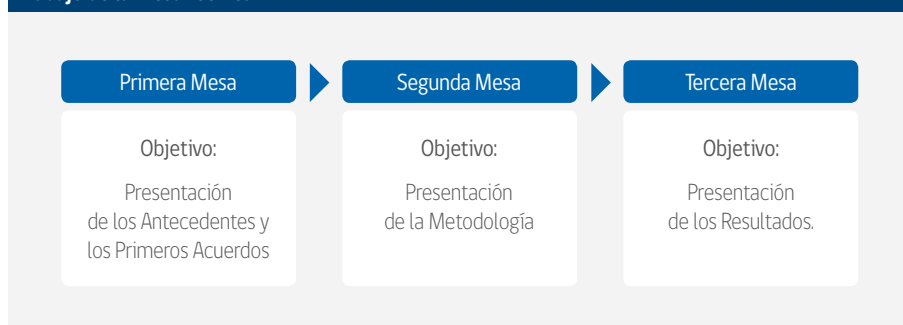 Primera Mesa
Objetivo:
Presentación
de los Antecedentes y
los Primeros Acuerdos
Segunda Mesa
Objetivo:
Presentación
de la Metodología
Tercera Mesa
Objetivo:
Presentación
de los Resultados.